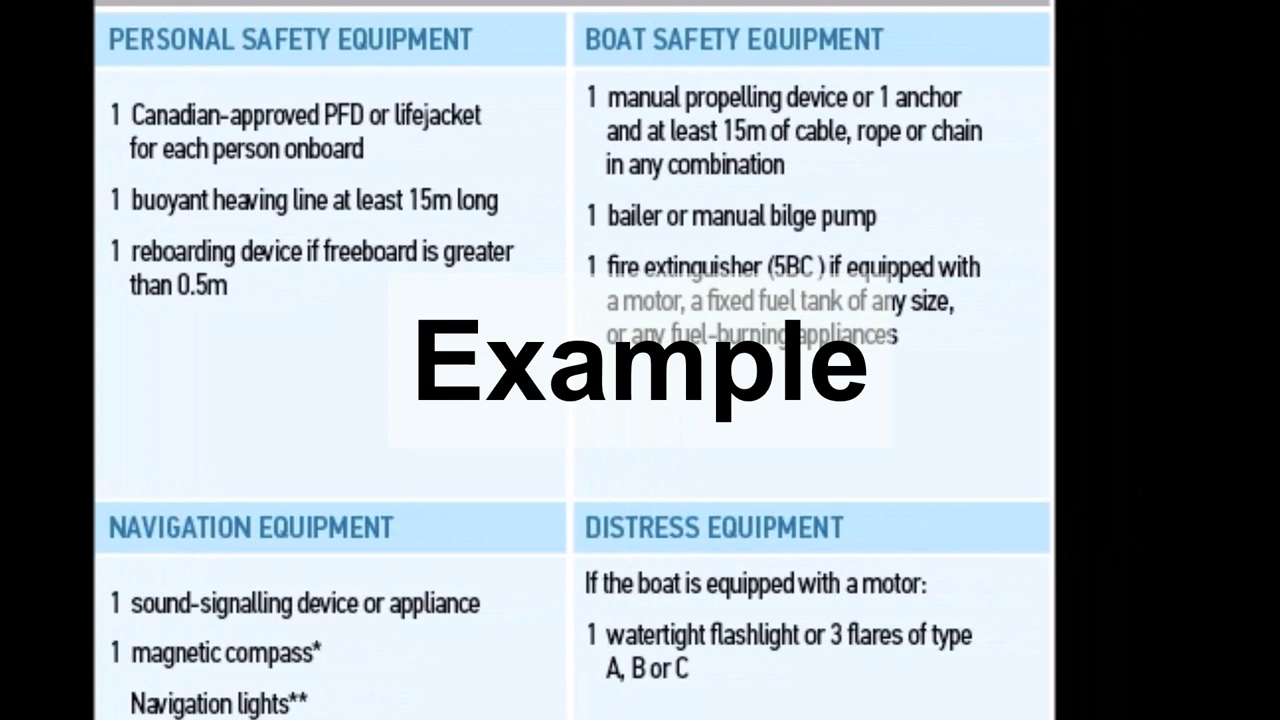 PERSONAL SAFETY EQUIPMENT
1 Canadian-approved PFD or lifejacket
for each person onboard
1 buoyant heaving line at least 15m long
1 reboarding device if freeboard is greater
than 0.5m
BOAT SAFETY EQUIPMENT
1 manual propelling device or 1 anchor
and at least 15m of cable, rope or chain
in any combination
1 bailer or manual bilge pump
1 fire extinguisher (5BC ) if equipped with
a motor, a fixed fuel tank of any size,
or any fuel-burning appliances
Example
NAVIGATION EQUIPMENT
1 sound-signalling device or appliance
1 magnetic compass*
Navigation lights**
DISTRESS EQUIPMENT
If the boat is equipped with a motor:
1 watertight flashlight or 3 flares of type
A, B or C